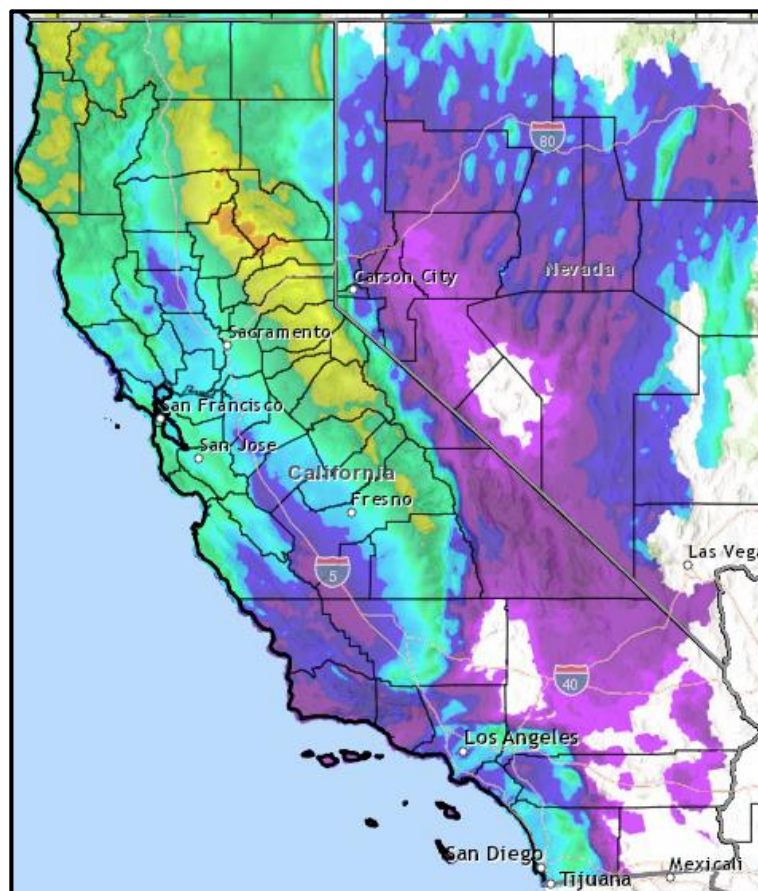 80
Carson City
Nevada
Sacramento
San Francisco
San Jose
California
Fresno
5
Las Vega
40
Los Angeles
San Diego
Mexicali
Tijuana